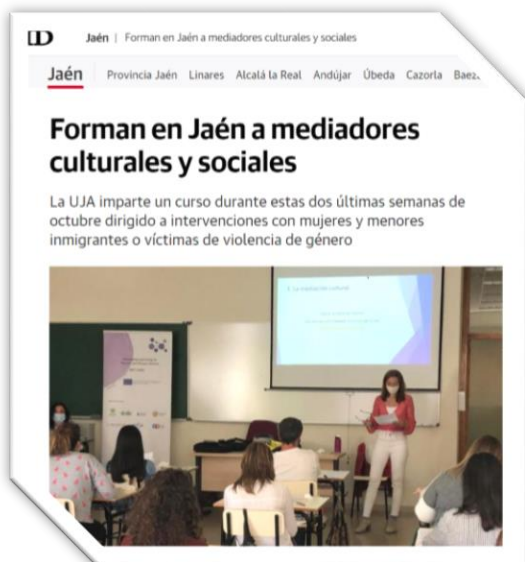 ID
Jaén | Forman en Jaén a mediadores culturales y sociales
Jaén Provincia Jaén Linares Alcalá la Real Andújar Úbeda Cazorla
Forman en Jaén a mediadores
culturales y sociales
La UJA imparte un curso durante estas dos últimas semanas de
octubre dirigido a intervenciones con mujeres y menores
inmigrantes o víctimas de violencia de género